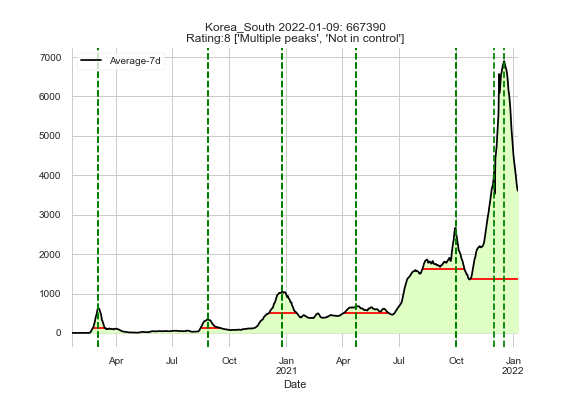 Korea_South 2022-01-09: 667390
Rating:8 ['Multiple peaks', 'Not in control']
Average-7d
7000
6000
5000
4000
3000
2000
1000
0
Apr Jul Oct Jan Apr Jul Oct Jan
2021 2022
Date